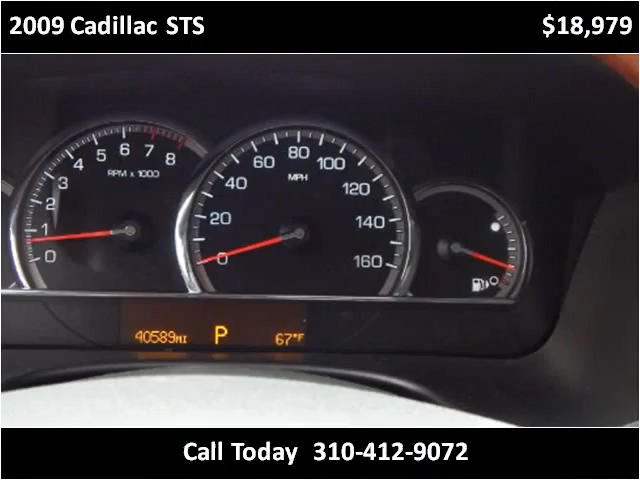 2009 Cadillac STS $18,979
0 1 2 3 4 5 6 7 8
RPM x 1000
0 20 40 60 80 100 120 140 160
MPH
40589MI P 67°F
Call Today 310-412-9072